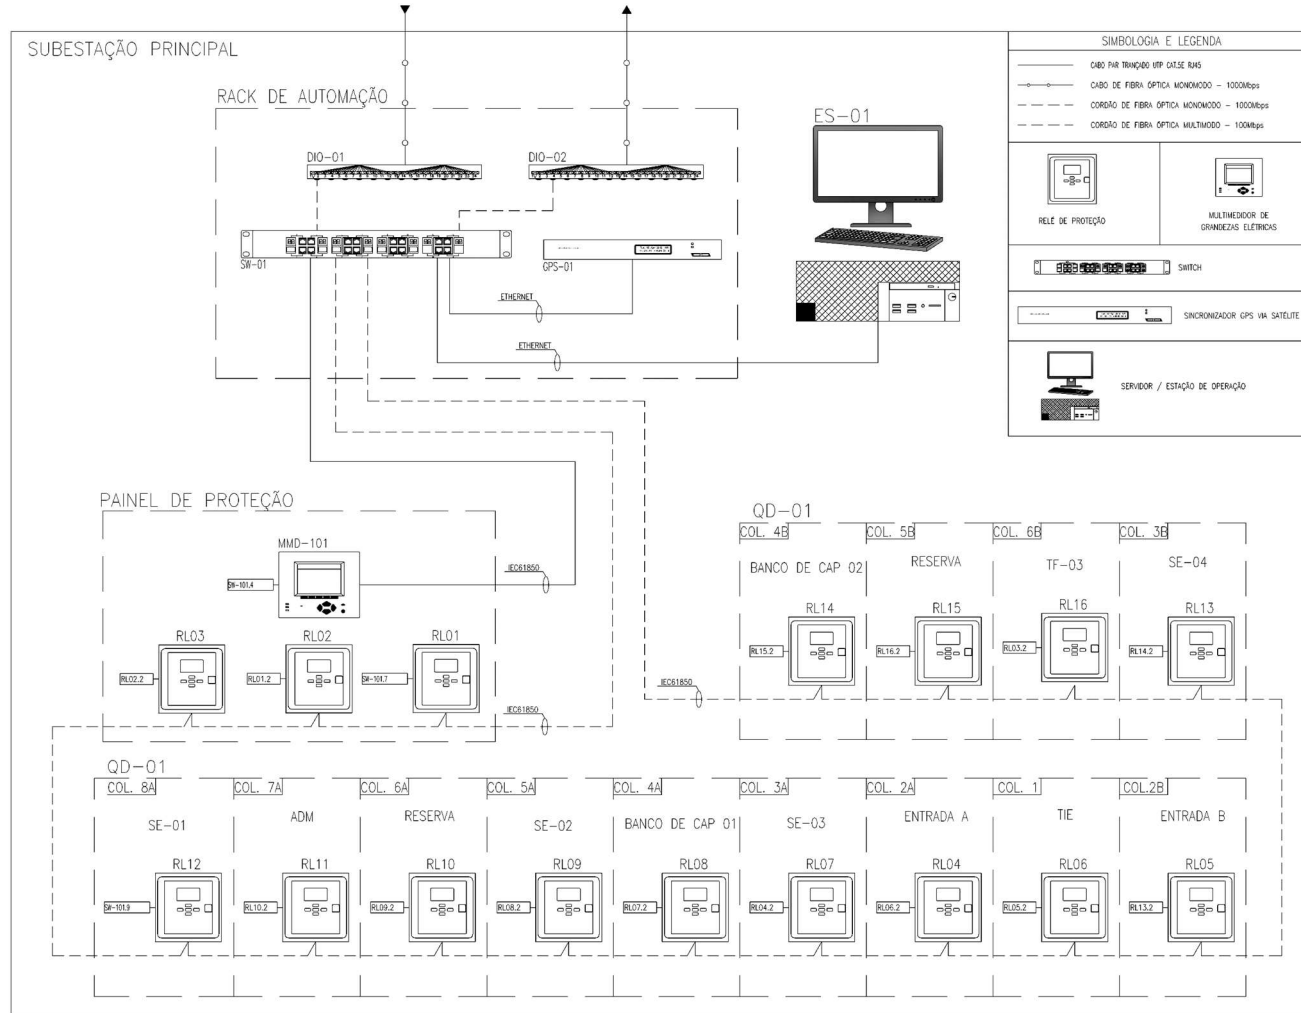 SUBESTAÇÃO PRINCIPAL
SIMBOLOGIA E LEGENDA
CABO PAR TRANÇADO UTP CAT.5E RJ45
CABO DE FIBRA ÓPTICA MONOMODO - 1000Mbps
CORDÃO DE FIBRA ÓPTICA MONOMODO - 1000Mbps
CORDÃO DE FIBRA ÓPTICA MULTIMODO - 100Mbps
RELÉ DE PROTEÇÃO
MULTIMEDIDOR DE
GRANDEZAS ELÉTRICAS
SWITCH
SINCRONIZADOR GPS VIA SATÉLITE
SERVIDOR / ESTAÇÃO DE OPERAÇÃO
RACK DE AUTOMAÇÃO
DIO-01
DIO-02
ES-01
SW-01
GPS-01
ETHERNET
ETHERNET
PAINEL DE PROTEÇÃO
MMD-101
SW-101.4
IEC61850
RL03
RL02
RL01
RL02.2
RL01.2
SW-101.7
IEC61850
IEC61850
QD-01
COL. 4B
COL. 5B
COL. 6B
COL. 3B
BANCO DE CAP 02
RESERVA
TF-03
SE-04
RL14
RL15
RL16
RL13
RL15.2
RL16.2
RL03.2
RL14.2
QD-01
COL. 8A
COL. 7A
COL. 6A
COL. 5A
COL. 4A
COL. 3A
COL. 2A
COL. 1
COL.2B
SE-01
ADM
RESERVA
SE-02
BANCO DE CAP 01
SE-03
ENTRADA A
TIE
ENTRADA B
RL12
RL11
RL10
RL09
RL08
RL07
RL04
RL06
RL05
SW-101.9
RL10.2
RL09.2
RL08.2
RL07.2
RL04.2
RL06.2
RL05.2
RL13.2